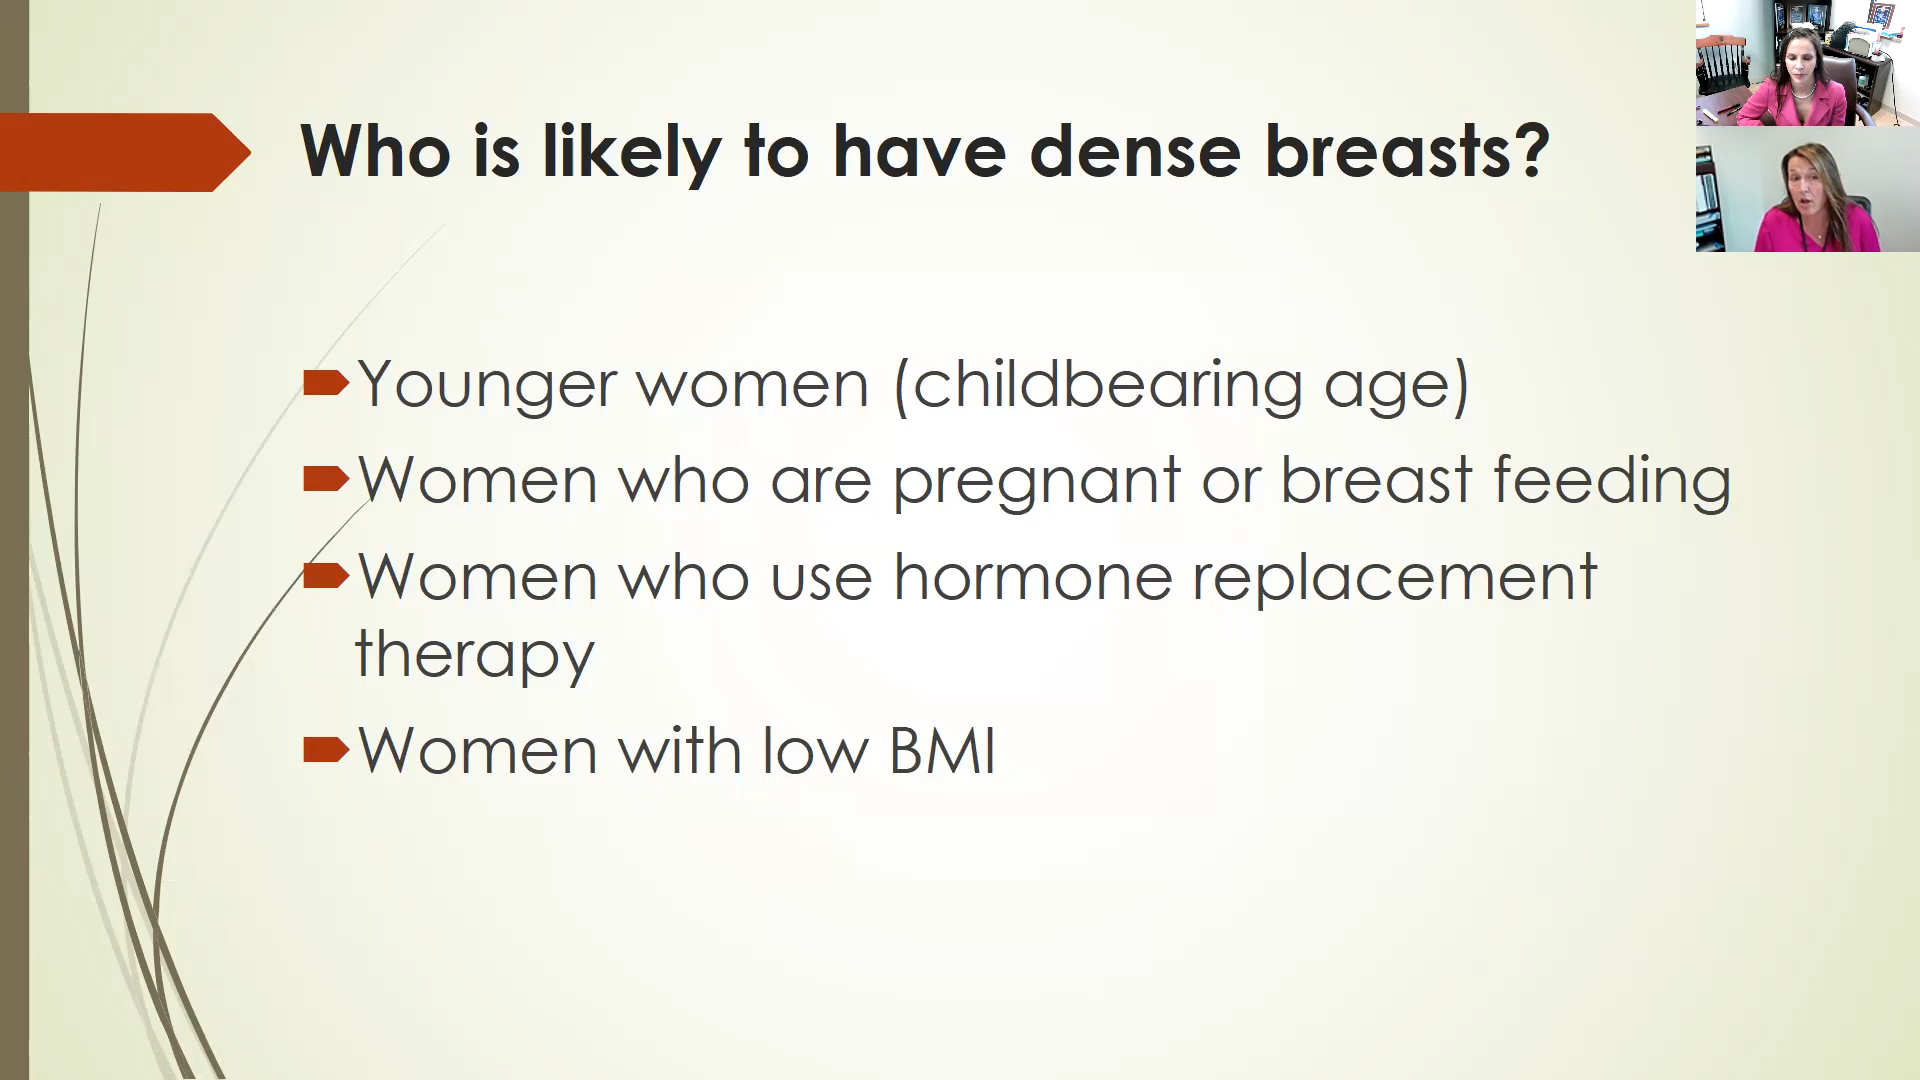 Who is likely to have dense breasts?
Younger women (childbearing age)
Women who are pregnant or breast feeding
Women who use hormone replacement
therapy
Women with low BMI